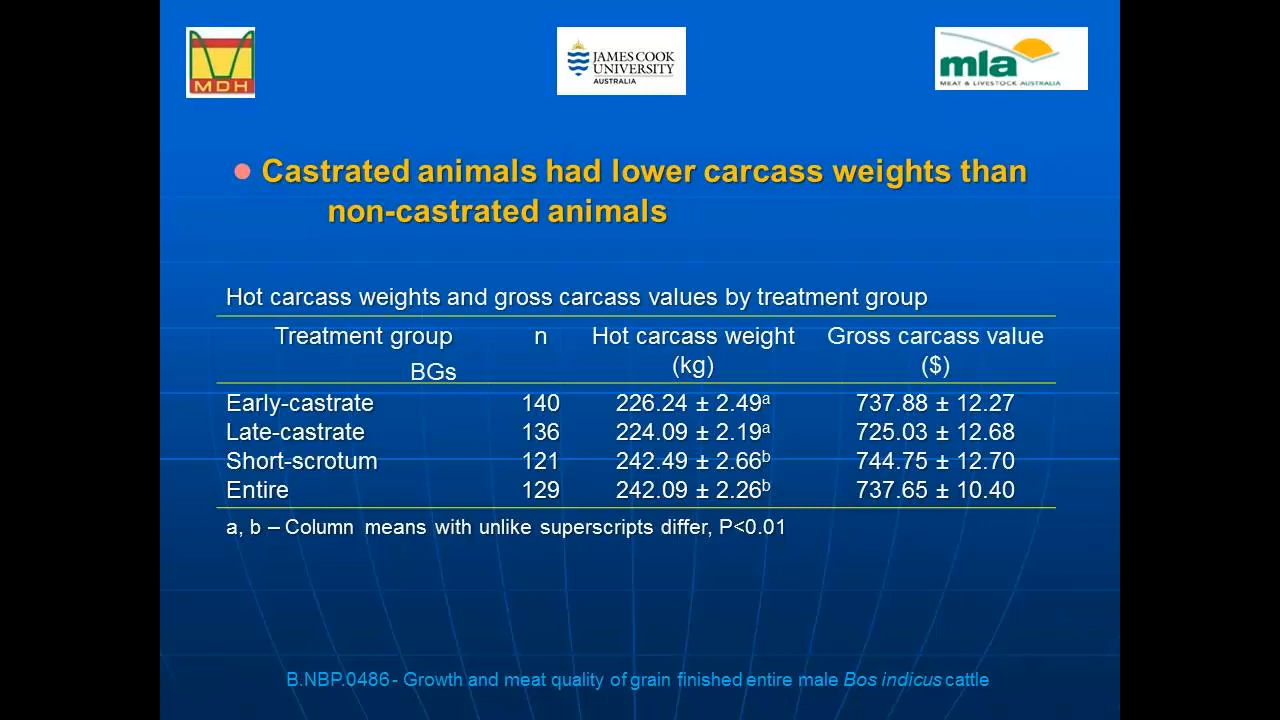 MDH
JAMES COOK
UNIVERSITY
AUSTRALIA
mla
MEAT & LIVESTOCK AUSTRALIA
Castrated animals had lower carcass weights than
non-castrated animals
Hot carcass weights and gross carcass values by treatment group
Treatment group n Hot carcass weight Gross carcass value
BGs (kg) ($)
Early-castrate 140 226.24 ± 2.49ᵃ 737.88 ± 12.27
Late-castrate 136 224.09 ± 2.19ᵃ 725.03 ± 12.68
Short-scrotum 121 242.49 ± 2.66ᵇ 744.75 ± 12.70
Entire 129 242.09 ± 2.26ᵇ 737.65 ± 10.40
a, b – Column means with unlike superscripts differ, P<0.01
B.NBP.0486 - Growth and meat quality of grain finished entire male Bos indicus cattle